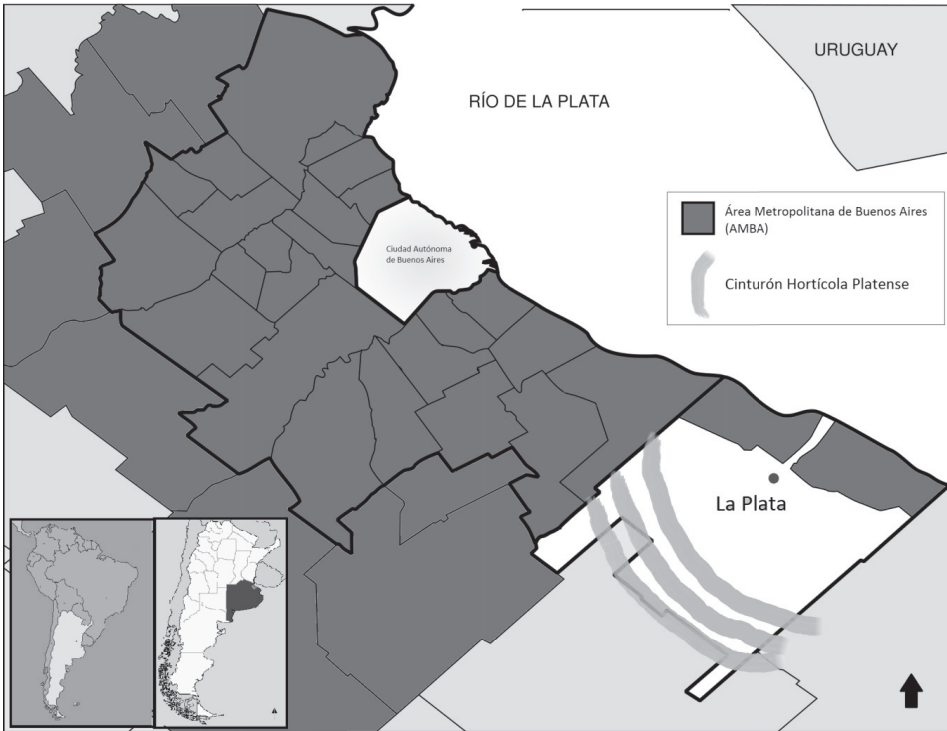 URUGUAY
RÍO DE LA PLATA
Área Metropolitana de Buenos Aires
(AMBA)
Cinturón Hortícola Platense
Ciudad Autónoma
de Buenos Aires
La Plata